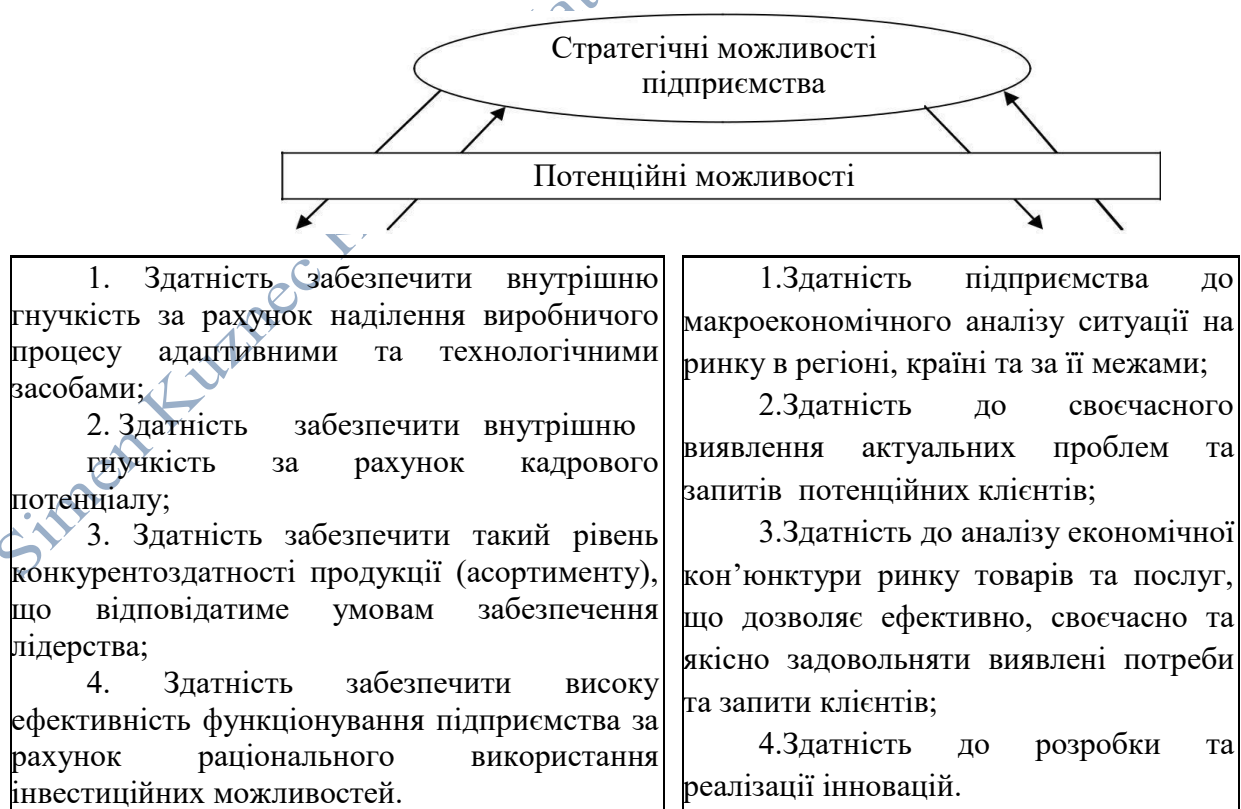 Стратегічні можливості
підприємства
Потенційні можливості
1. Здатність забезпечити внутрішню
гнучкість за рахунок наділення виробничого
процесу адаптивними та технологічними
засобами;
2. Здатність забезпечити внутрішню
гнучкість за рахунок кадрового
потенціалу;
3. Здатність забезпечити такий рівень
конкурентоздатності продукції (асортименту),
що відповідатиме умовам забезпечення
лідерства;
4. Здатність забезпечити високу
ефективність функціонування підприємства за
рахунок раціонального використання
інвестиційних можливостей.
1.Здатність підприємства до
макроекономічного аналізу ситуації на
ринку в регіоні, країні та за її межами;
2.Здатність до своєчасного
виявлення актуальних проблем та
запитів потенційних клієнтів;
3.Здатність до аналізу економічної
кон’юнктури ринку товарів та послуг,
що дозволяє ефективно, своєчасно та
якісно задовольняти виявлені потреби
та запити клієнтів;
4.Здатність до розробки та
реалізації інновацій.
Simen Kuznec